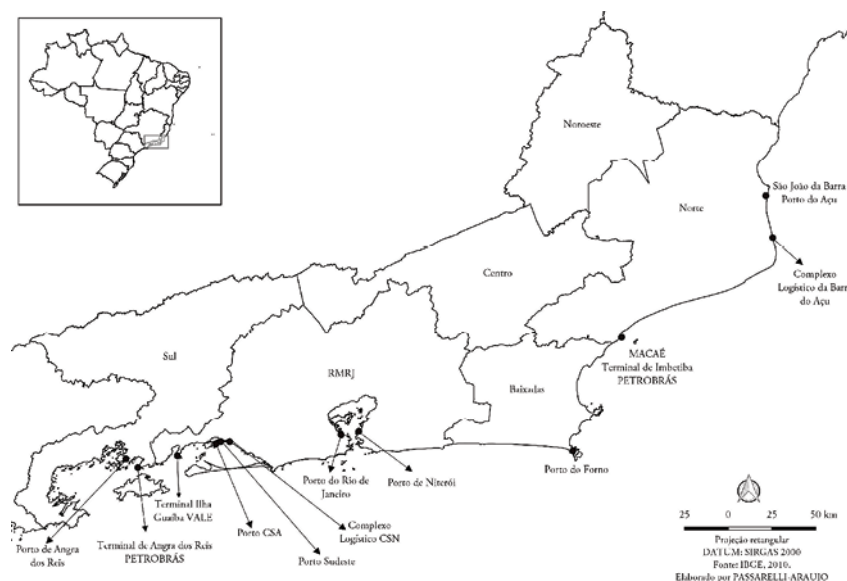 Noroeste
São João da Barra
Porto do Açu
Norte
Centro
Complexo
Logístico da Barra
do Açu
MACAÉ
Terminal de Imbetiba
PETROBRÁS
Sul
RMRJ
Baixadas
Porto do Rio de
Janeiro
Porto de Niterói
Porto do Forno
Terminal Ilha
Guaíba VALE
Porto CSA
Complexo
Logístico CSN
Porto de Angra
dos Reis
Terminal de Angra dos Reis
PETROBRÁS
Porto Sudeste
25 0 25 50 km
Projeção retangular
DATUM: SIRGAS 2000
Fonte: IBGE, 2010.
Elaborado por PASSARELLI-ARAUJO